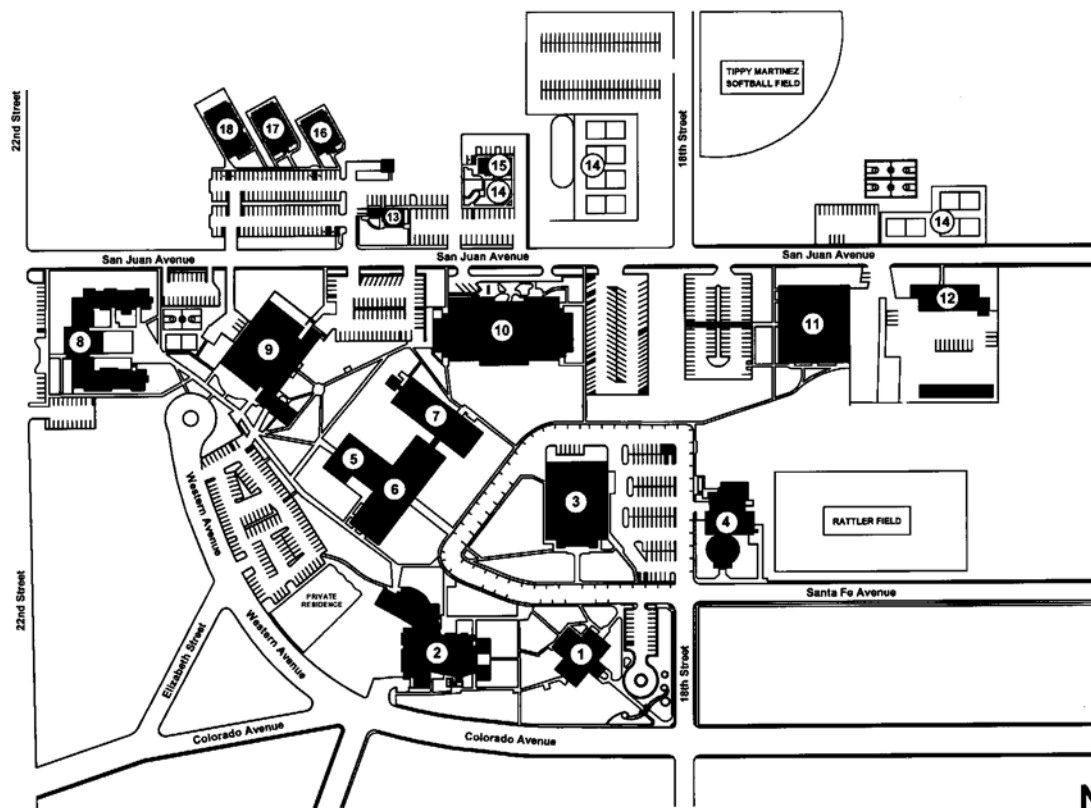 22nd Street
18th Street
TIPPY MARTINEZ
SOFTBALL FIELD
18
17
16
15
14
14
13
14
San Juan Avenue
San Juan Avenue
San Juan Avenue
8
9
10
11
12
7
5
6
3
4
RATTLER FIELD
Western Avenue
22nd Street
PRIVATE
RESIDENCE
Santa Fe Avenue
Elizabeth Street
Western Avenue
2
1
18th Street
Colorado Avenue
Colorado Avenue
N